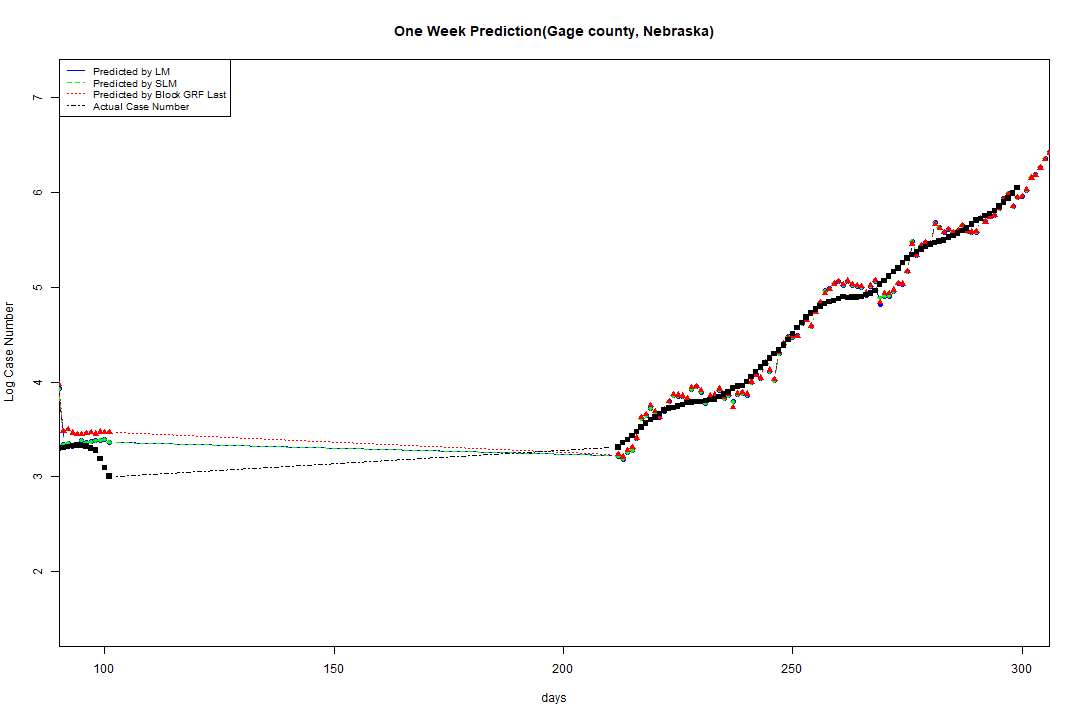 One Week Prediction(Gage county, Nebraska)
Predicted by LM
Predicted by SLM
Predicted by Block GRF Last
Actual Case Number
7
6
5
4
3
2
Log Case Number
100 150 200 250 300
days